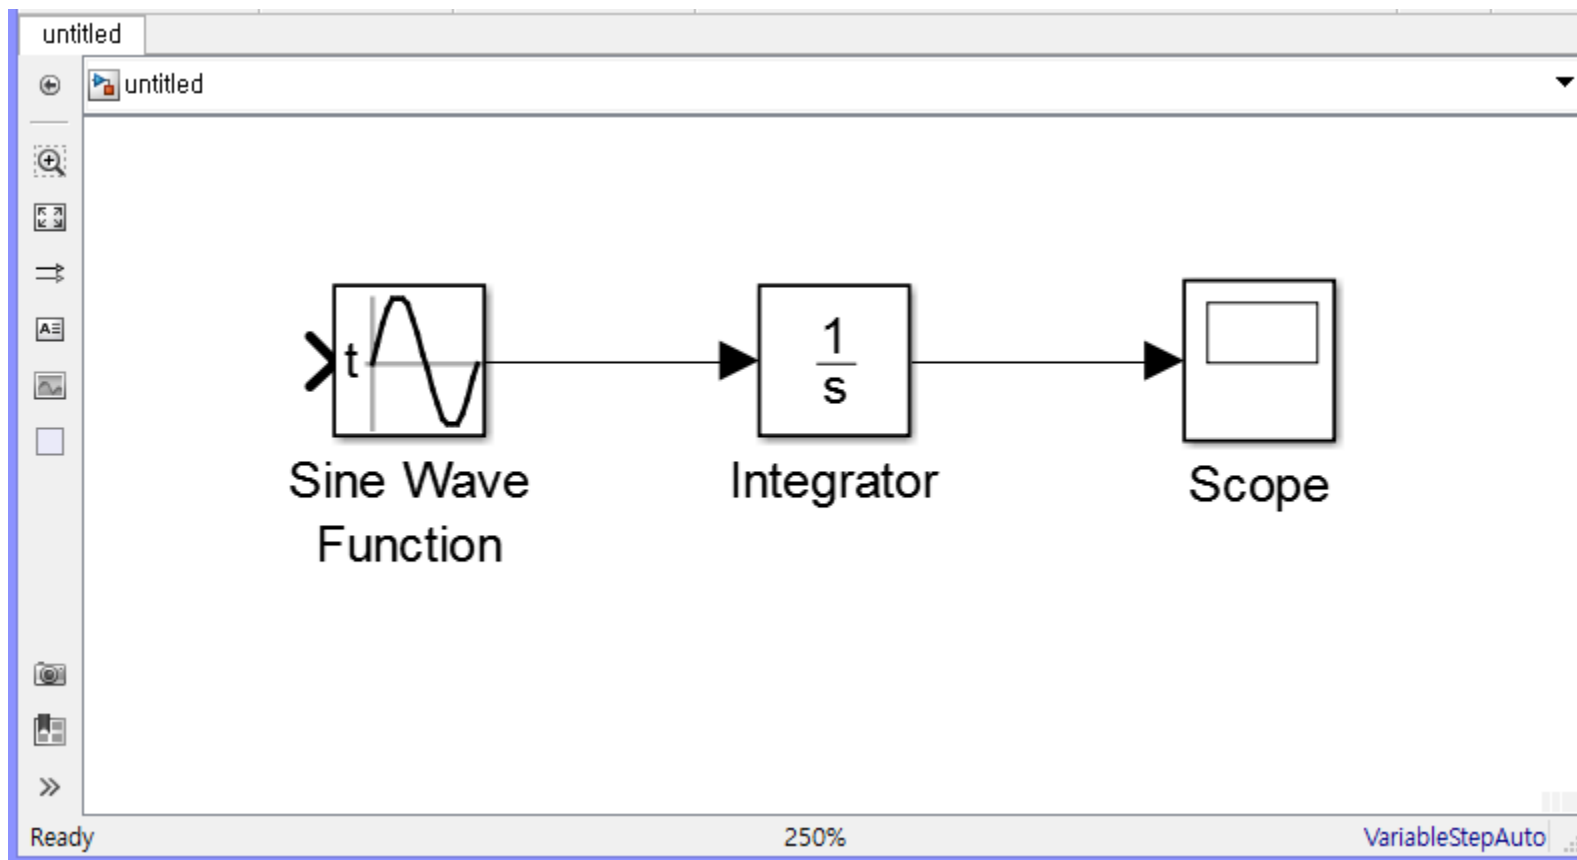 untitled
untitled
t
1
s
Sine Wave
Function
Integrator
Scope
Ready
250%
VariableStepAuto